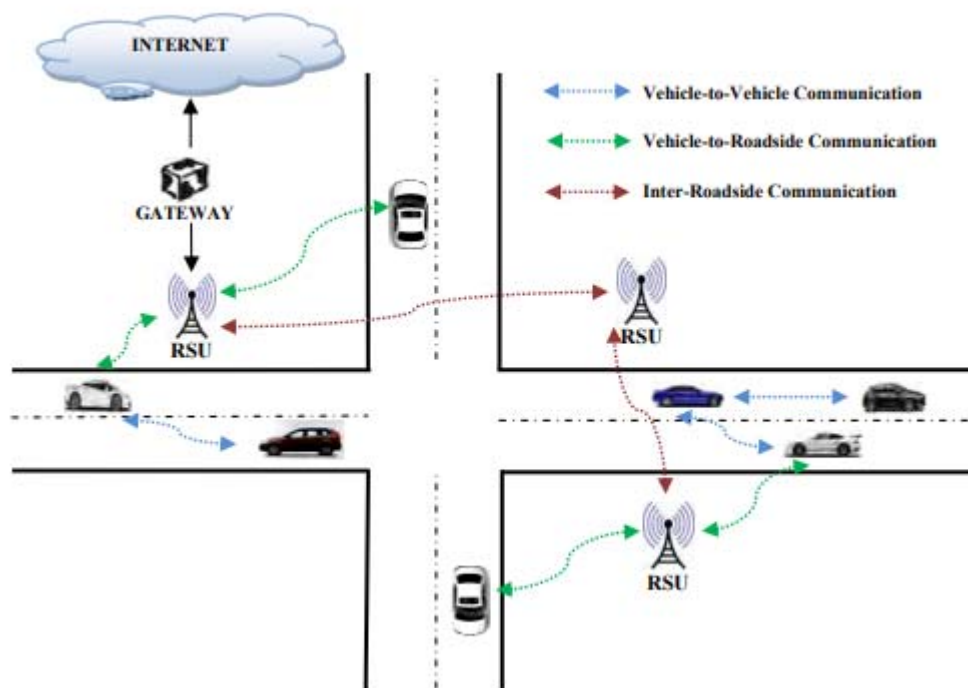 INTERNET
Vehicle-to-Vehicle Communication
Vehicle-to-Roadside Communication
Inter-Roadside Communication
GATEWAY
RSU
RSU
RSU